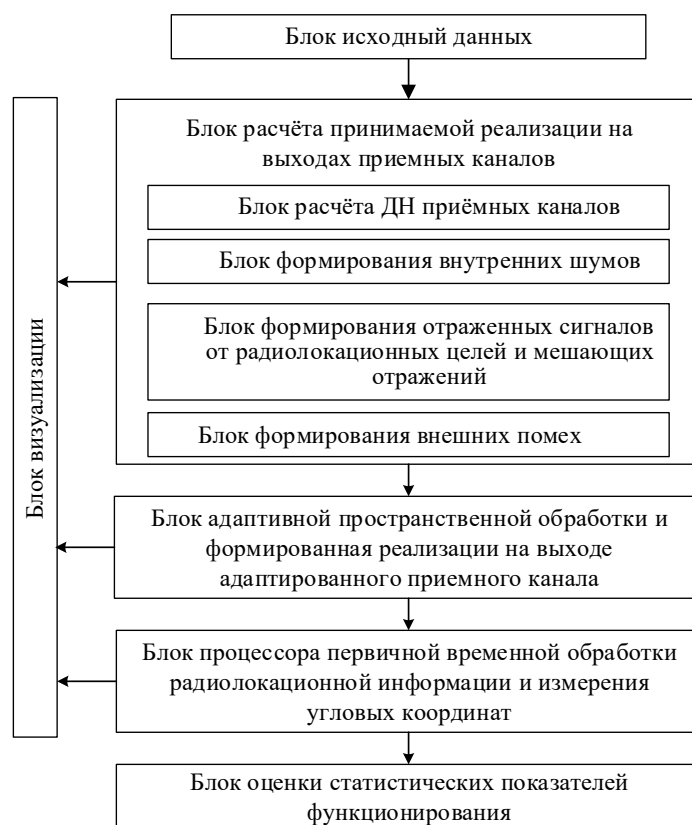 Блок исходный данных
Блок расчёта принимаемой реализации на
выходах приемных каналов
Блок расчёта ДН приёмных каналов
Блок формирования внутренних шумов
Блок формирования отраженных сигналов
от радиолокационных целей и мешающих
отражений
Блок формирования внешних помех
Блок визуализации
Блок адаптивной пространственной обработки и
формированная реализации на выходе
адаптированного приемного канала
Блок процессора первичной временной обработки
радиолокационной информации и измерения
угловых координат
Блок оценки статистических показателей
функционирования